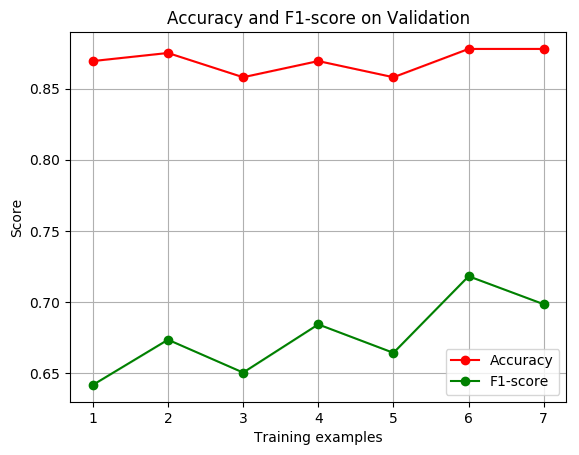 Accuracy and F1-score on Validation
Score
0.85
0.80
0.75
0.70
0.65
Accuracy
F1-score
1 2 3 4 5 6 7
Training examples